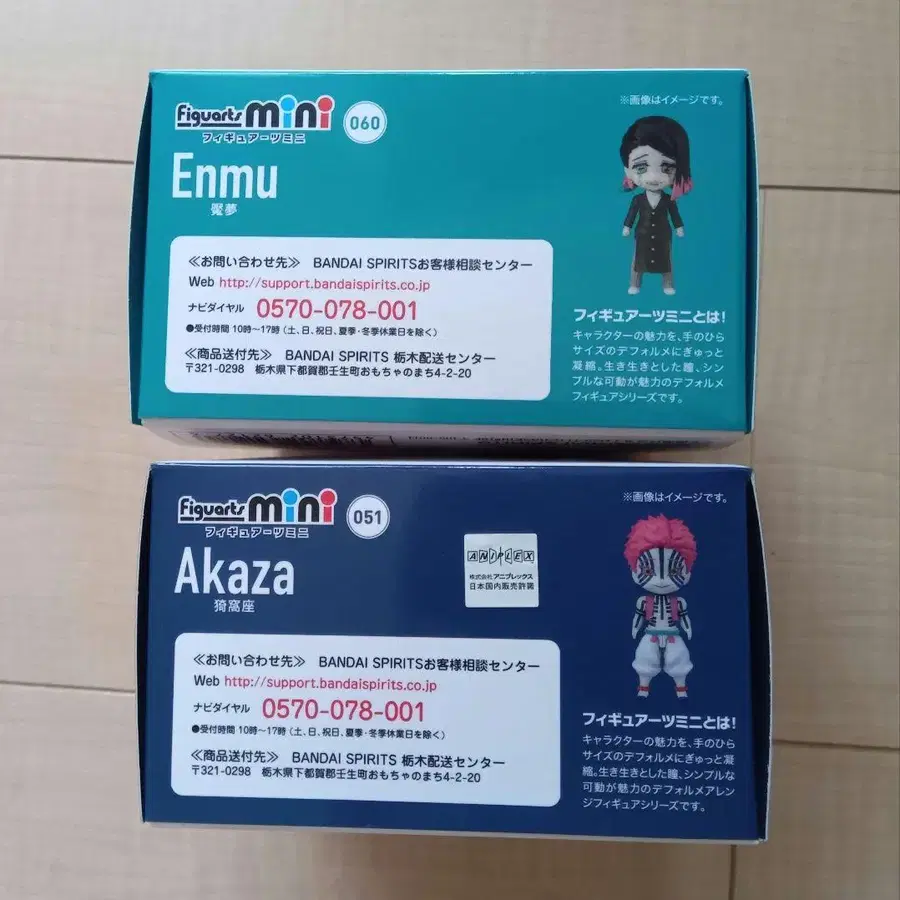 Figuarts mini
フィギュアーツミニ
060
Enmu
魘夢
※画像はイメージです。
≪お問い合わせ先≫ BANDAI SPIRITSお客様相談センター
Web http://support.bandaispirits.co.jp
ナビダイヤル 0570-078-001
●受付時間 10時〜17時（土、日、祝日、夏季・冬季休業日を除く）
≪商品送付先≫ BANDAI SPIRITS 栃木配送センター
〒321-0298 栃木県下都賀郡壬生町おもちゃのまち4-2-20
フィギュアーツミニとは！
キャラクターの魅力を、手のひら
サイズのデフォルメにぎゅっと
凝縮。生き生きとした瞳、シンプ
ルな可動が魅力のデフォルメ
フィギュアシリーズです。
Figuarts mini
フィギュアーツミニ
051
Akaza
猗窩座
ANIPLEX
株式会社アニプレックス
日本国内販売許諾
※画像はイメージです。
≪お問い合わせ先≫ BANDAI SPIRITSお客様相談センター
Web http://support.bandaispirits.co.jp
ナビダイヤル 0570-078-001
●受付時間 10時〜17時（土、日、祝日、夏季・冬季休業日を除く）
≪商品送付先≫ BANDAI SPIRITS 栃木配送センター
〒321-0298 栃木県下都賀郡壬生町おもちゃのまち4-2-20
フィギュアーツミニとは！
キャラクターの魅力を、手のひら
サイズのデフォルメにぎゅっと凝
縮。生き生きとした瞳、シンプルな
可動が魅力のデフォルメアレン
ジフィギュアシリーズです。